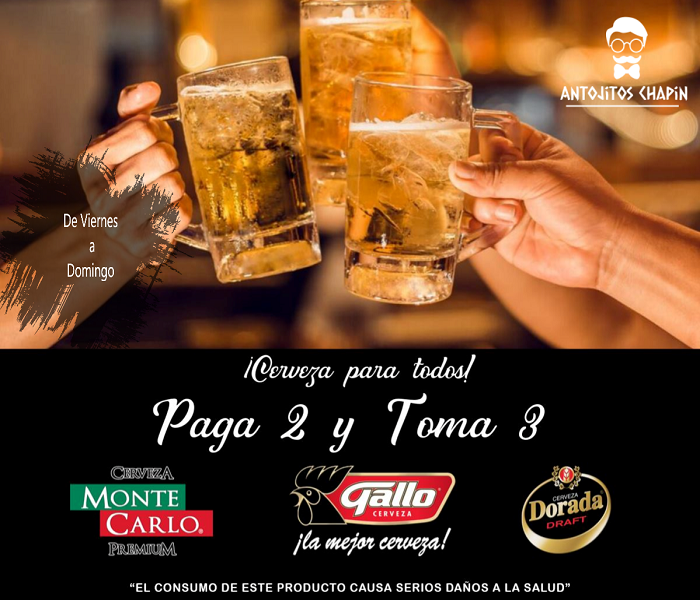 ANTOJITOS CHAPIN
De Viernes
a
Domingo
¡Cerveza para todos!
Paga 2 y Toma 3
CERVEZA
MONTE
CARLO.®
PREMIUM
Gallo
CERVEZA
¡la mejor cerveza!
CERVEZA
Dorada
DRAFT
“EL CONSUMO DE ESTE PRODUCTO CAUSA SERIOS DAÑOS A LA SALUD”